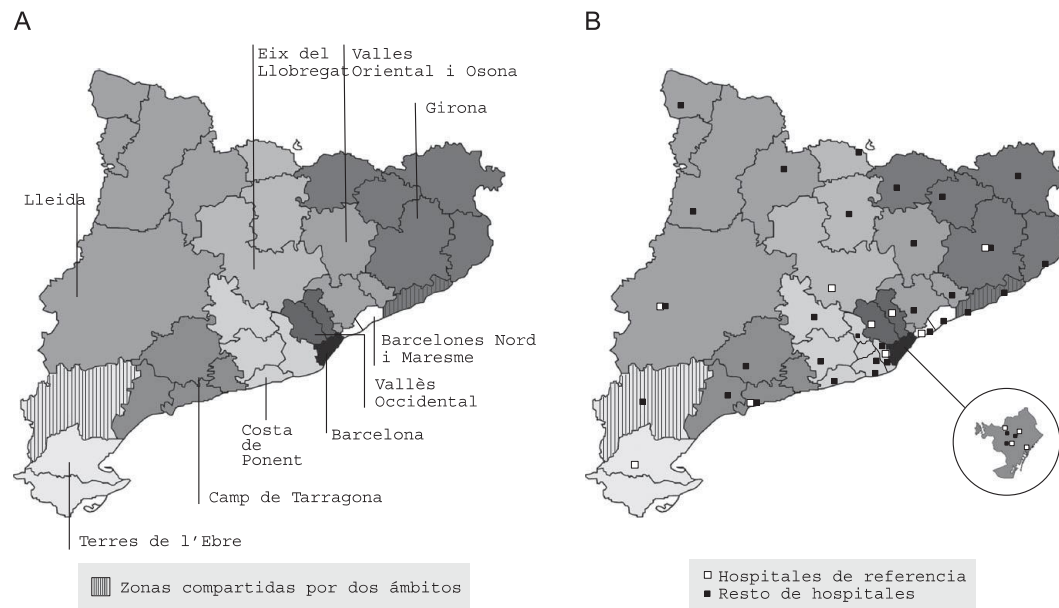 A
B
Eix del
Llobregat
Valles
Oriental i Osona
Girona
Lleida
Barcelones Nord
i Maresme
Vallès
Occidental
Barcelona
Costa
de
Ponent
Camp de Tarragona
Terres de l'Ebre
Zonas compartidas por dos ámbitos
Hospitales de referencia
Resto de hospitales